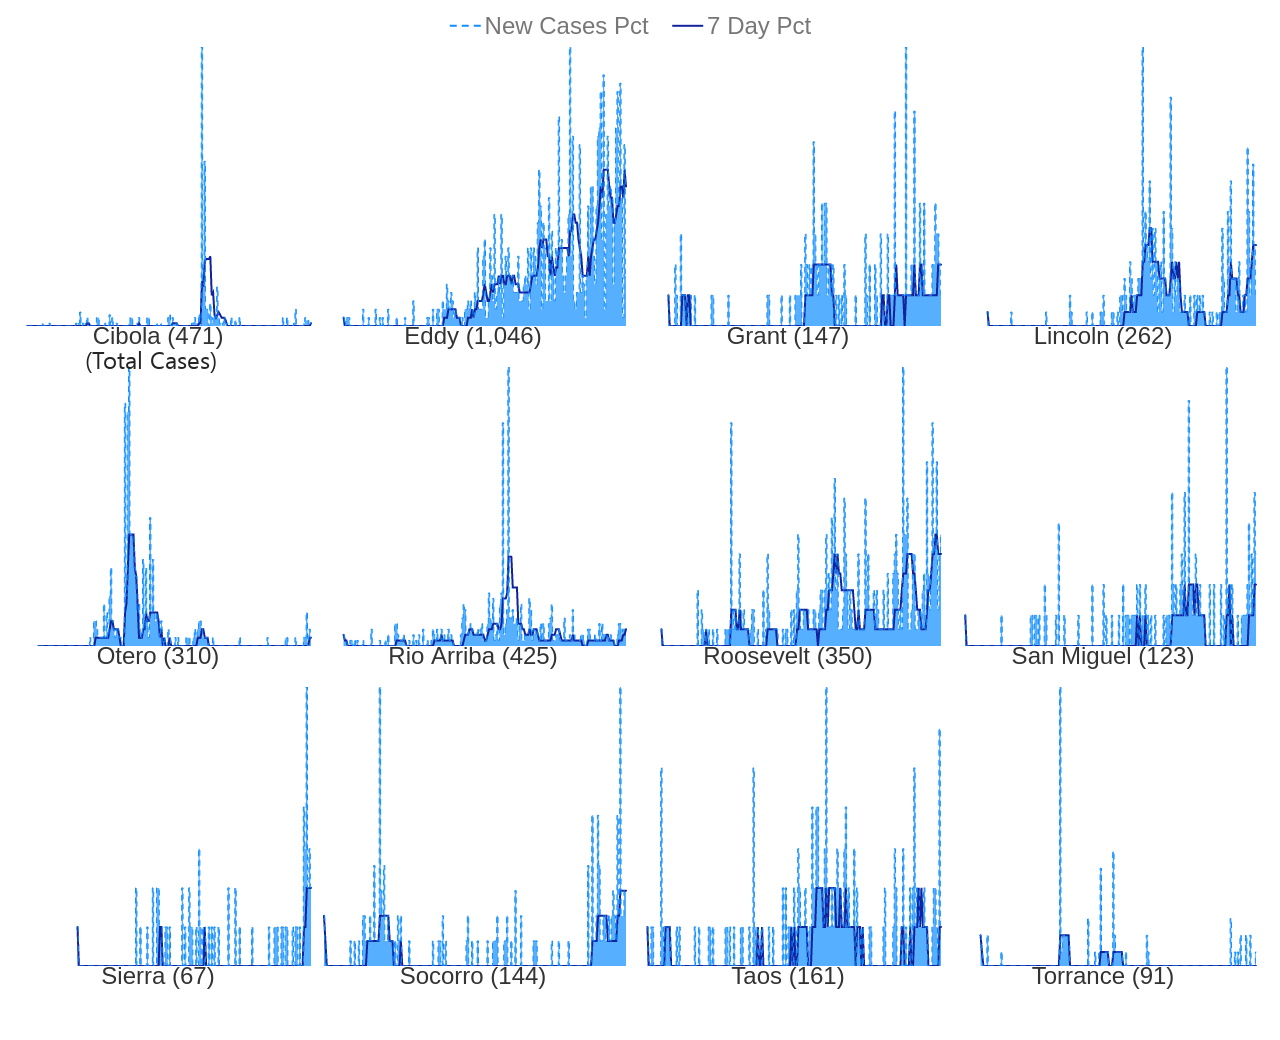 New Cases Pct 7 Day Pct
Cibola (471) Eddy (1,046) Grant (147) Lincoln (262)
(Total Cases)
Otero (310) Rio Arriba (425) Roosevelt (350) San Miguel (123)
Sierra (67) Socorro (144) Taos (161) Torrance (91)